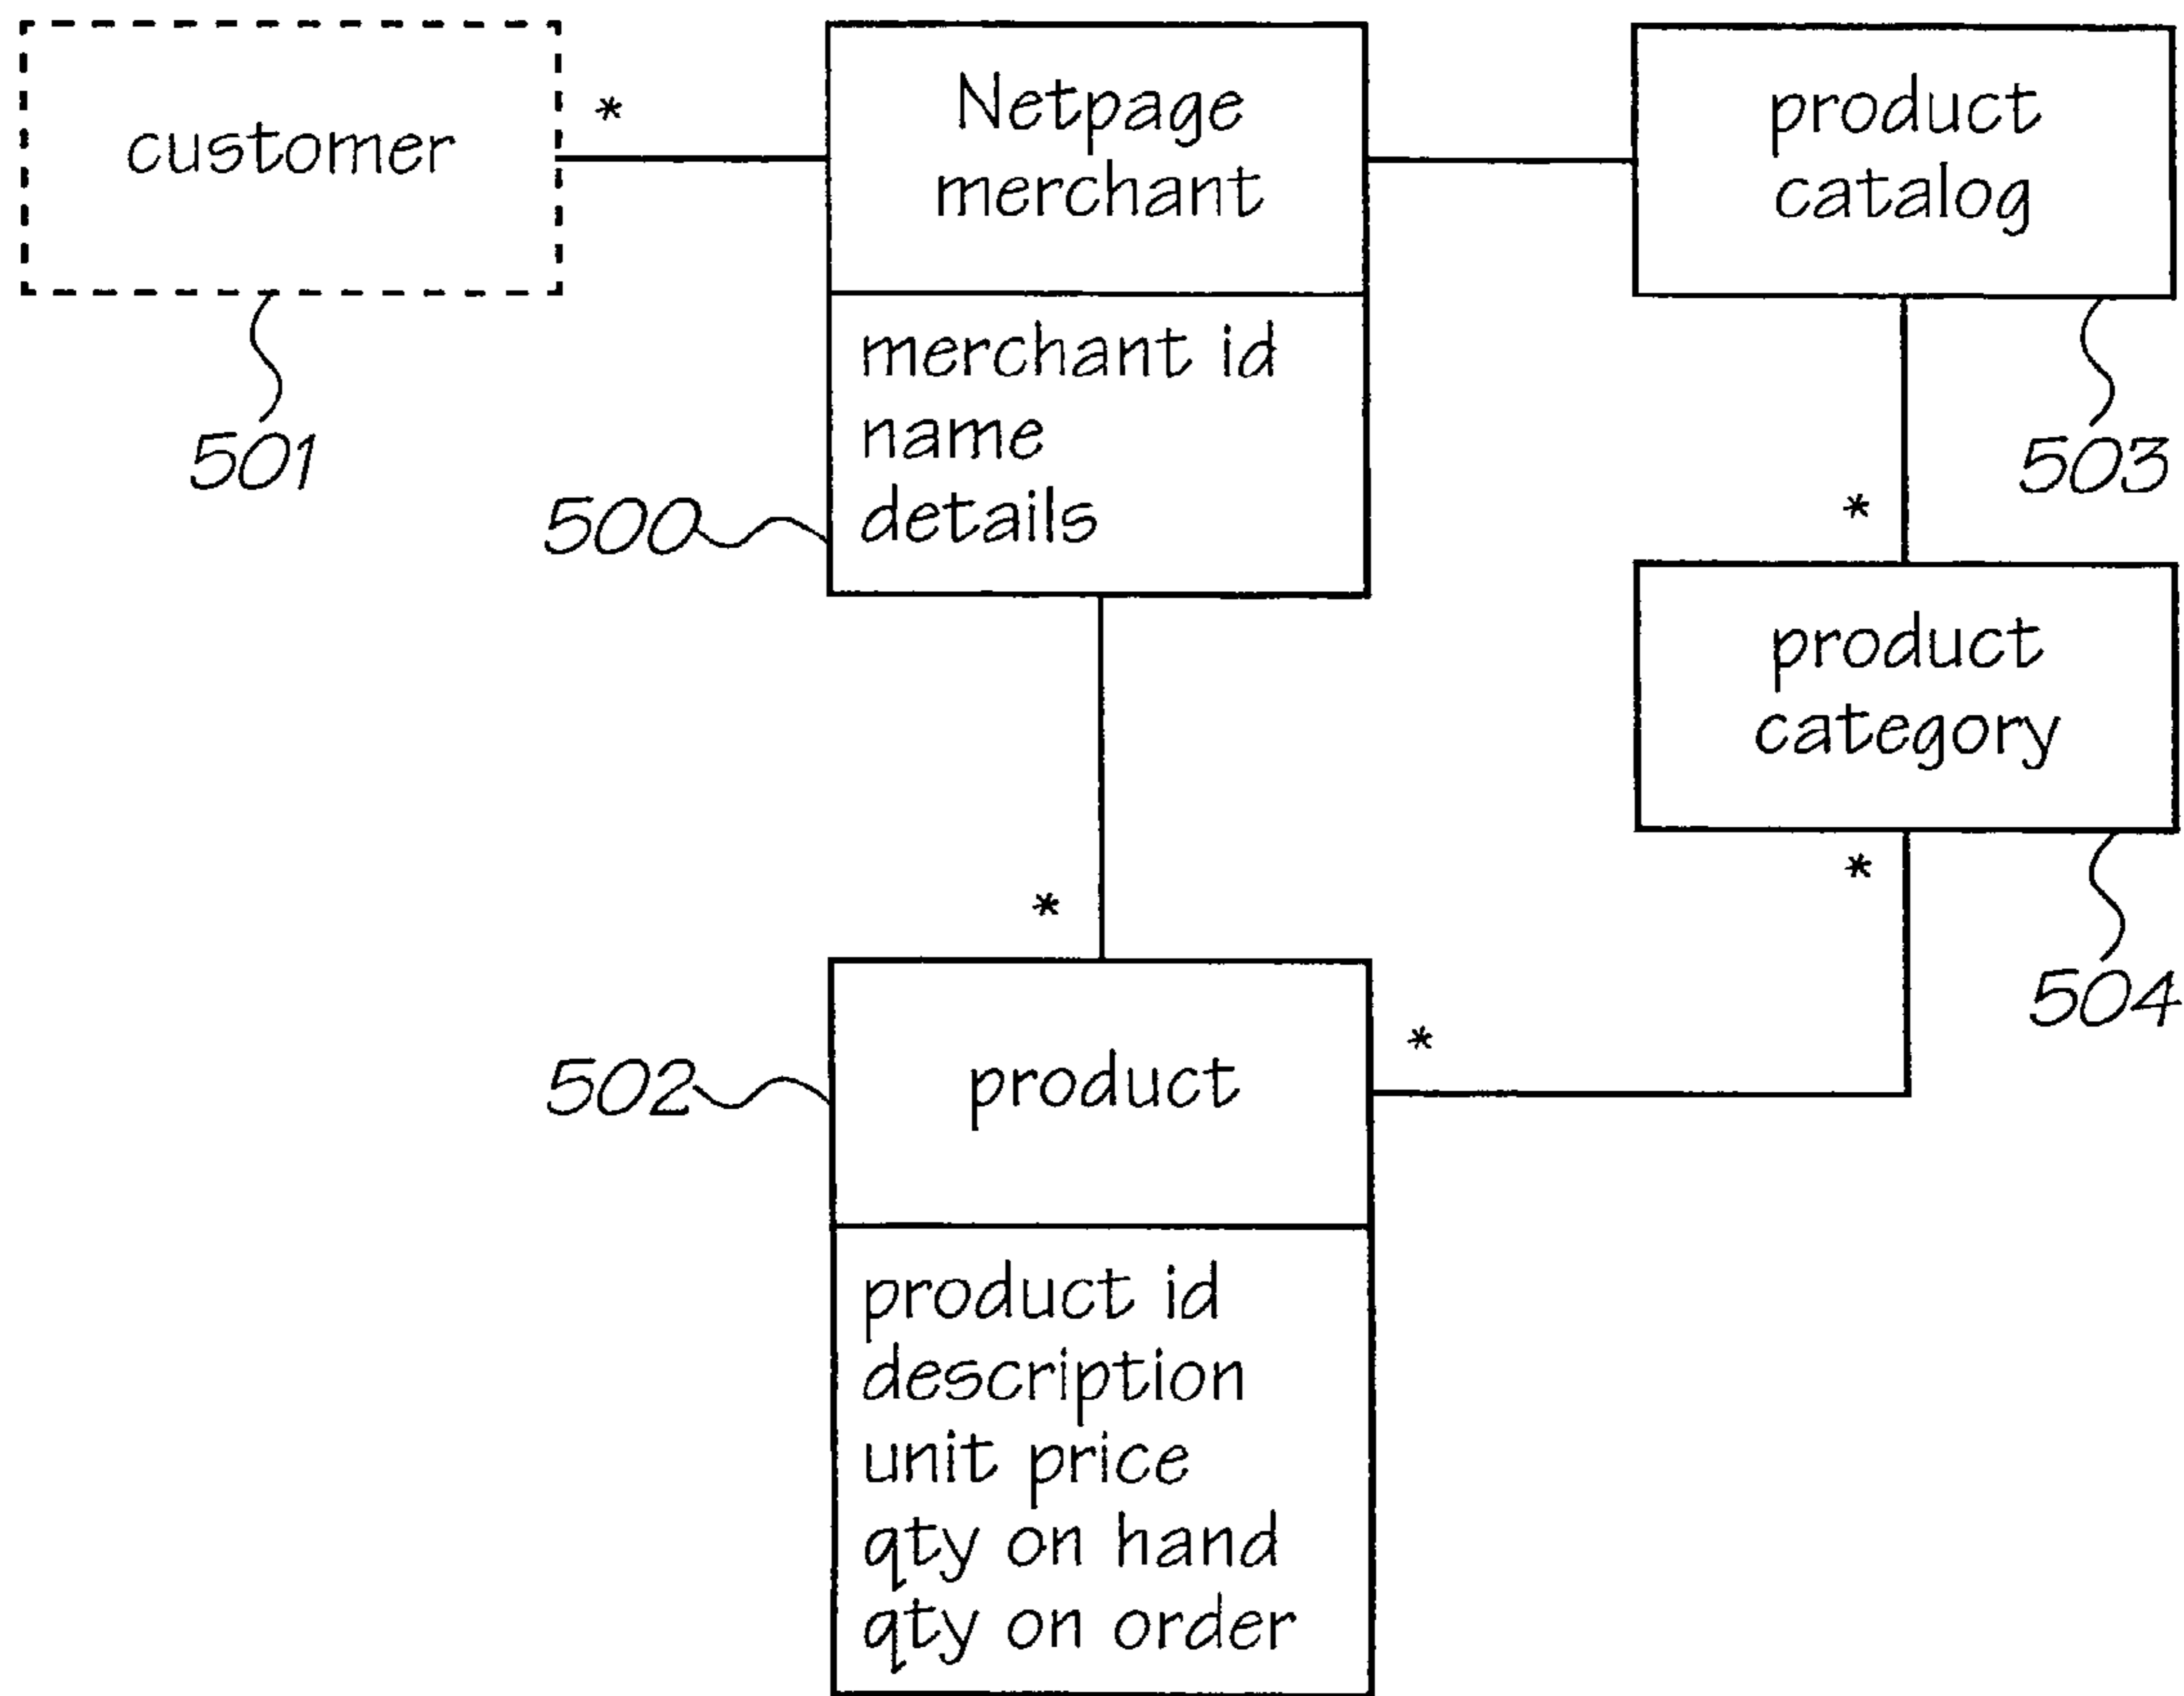 customer
*
Netpage
merchant
product
catalog
501
merchant id
name
details
500
503
*
product
category
*
504
*
502
product
*
product id
description
unit price
qty on hand
qty on order